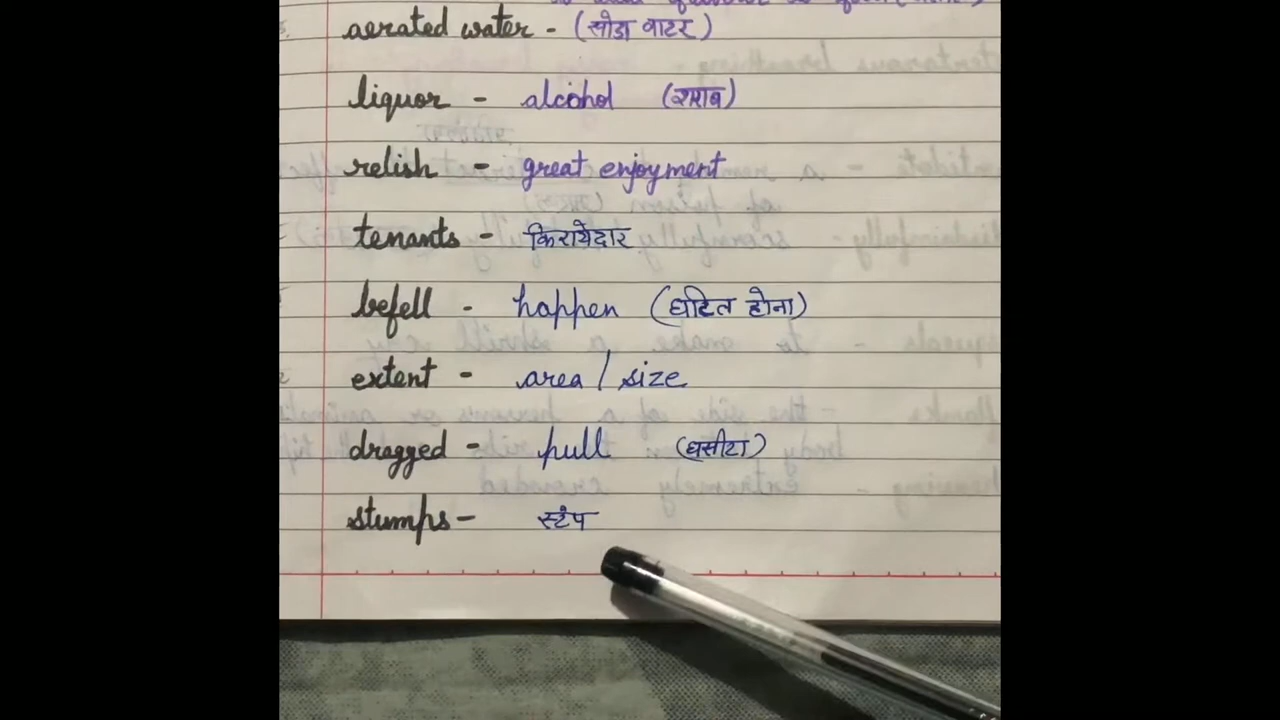 aerated water - (सोडा वाटर)
liquor - alcohol (शराब)
relish - great enjoyment
tenants - किरायेदार
befell - happen (घटित होना)
extent - area / size
dragged - pull (घसीटा)
stumps - स्टंप